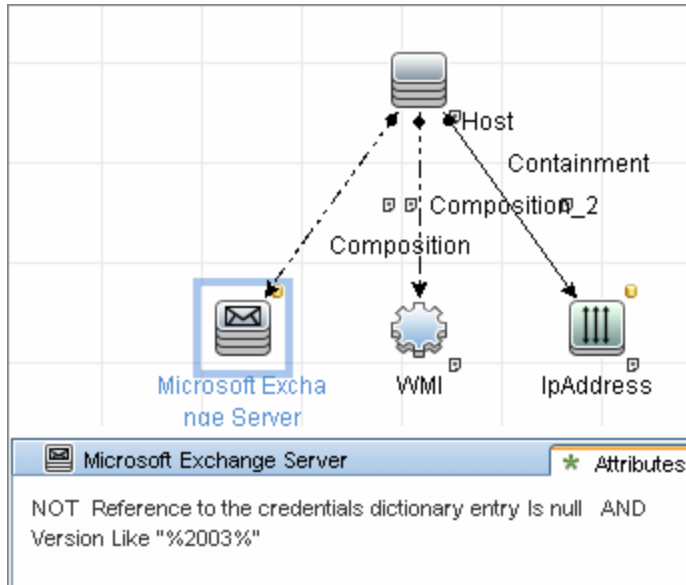 Host
Containment
Composition_2
Composition
Microsoft Excha
nge Server
WMI
IpAddress
Microsoft Exchange Server
* Attributes
NOT Reference to the credentials dictionary entry Is null AND
Version Like "%2003%"